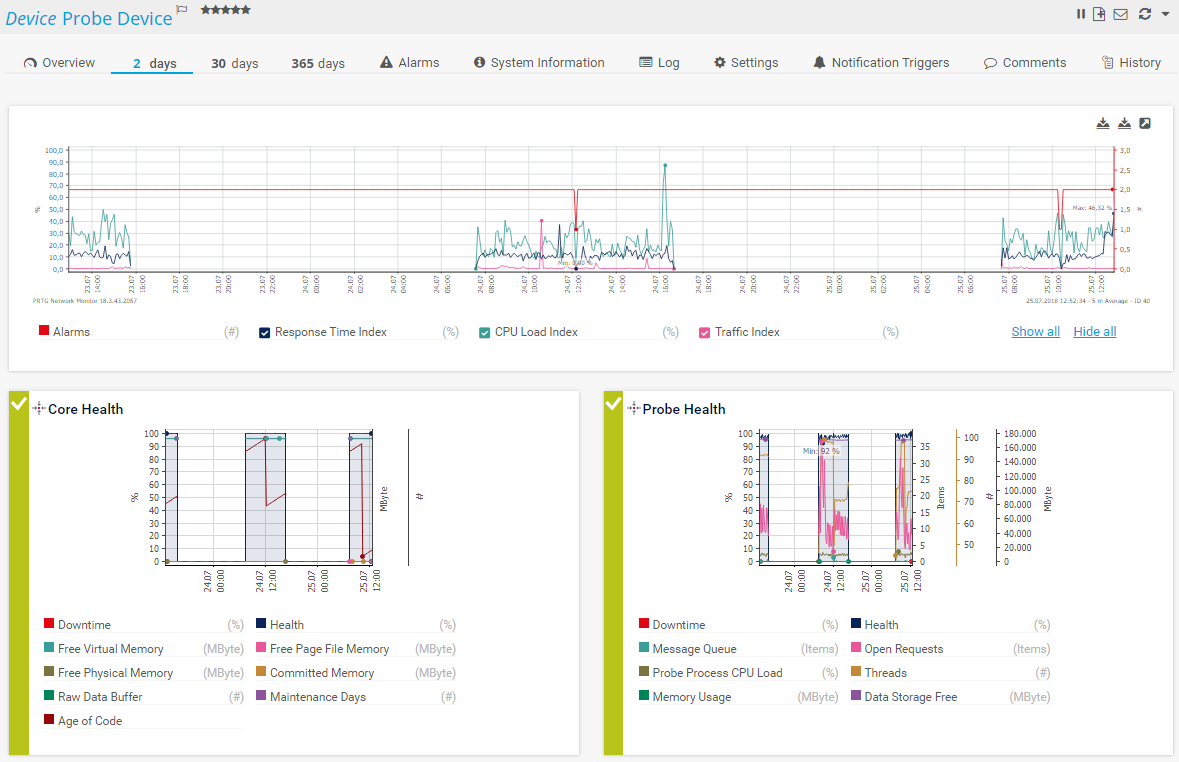 Device Probe Device
Overview
2 days
30 days
365 days
Alarms
System Information
Log
Settings
Notification Triggers
Comments
History
100,0
90,0
80,0
70,0
60,0
50,0
40,0
30,0
20,0
10,0
0,0
%
3,0
2,5
2,0
1,5
1,0
0,5
0,0
#
Max: 46,32 %
Min: 0,00 %
23.07 14:00
23.07 16:00
23.07 18:00
23.07 20:00
23.07 22:00
24.07 00:00
24.07 02:00
24.07 04:00
24.07 06:00
24.07 08:00
24.07 10:00
24.07 12:00
24.07 14:00
24.07 16:00
24.07 18:00
24.07 20:00
24.07 22:00
25.07 00:00
25.07 02:00
25.07 04:00
25.07 06:00
25.07 08:00
25.07 10:00
25.07 12:00
PRTG Network Monitor 18.3.43.2057
25.07.2018 12:52:34 - 5 m Average - ID 40
Alarms (#)
Response Time Index (%)
CPU Load Index (%)
Traffic Index (%)
Show all Hide all
Core Health
100
90
80
70
60
50
40
30
20
10
0
%
MByte
#
24.07 00:00
24.07 12:00
25.07 00:00
25.07 12:00
Downtime (%)
Health (%)
Free Virtual Memory (MByte)
Free Page File Memory (MByte)
Free Physical Memory (MByte)
Committed Memory (MByte)
Raw Data Buffer (#)
Maintenance Days (#)
Age of Code
Probe Health
100
90
80
70
60
50
40
30
20
10
0
%
Min: 92 %
35
30
25
20
15
10
5
0
Items
100
90
80
70
60
50
#
180.000
160.000
140.000
120.000
100.000
80.000
60.000
40.000
20.000
0
MByte
24.07 00:00
24.07 12:00
25.07 00:00
25.07 12:00
Downtime (%)
Health (%)
Message Queue (Items)
Open Requests (Items)
Probe Process CPU Load (%)
Threads (#)
Memory Usage (MByte)
Data Storage Free (MByte)